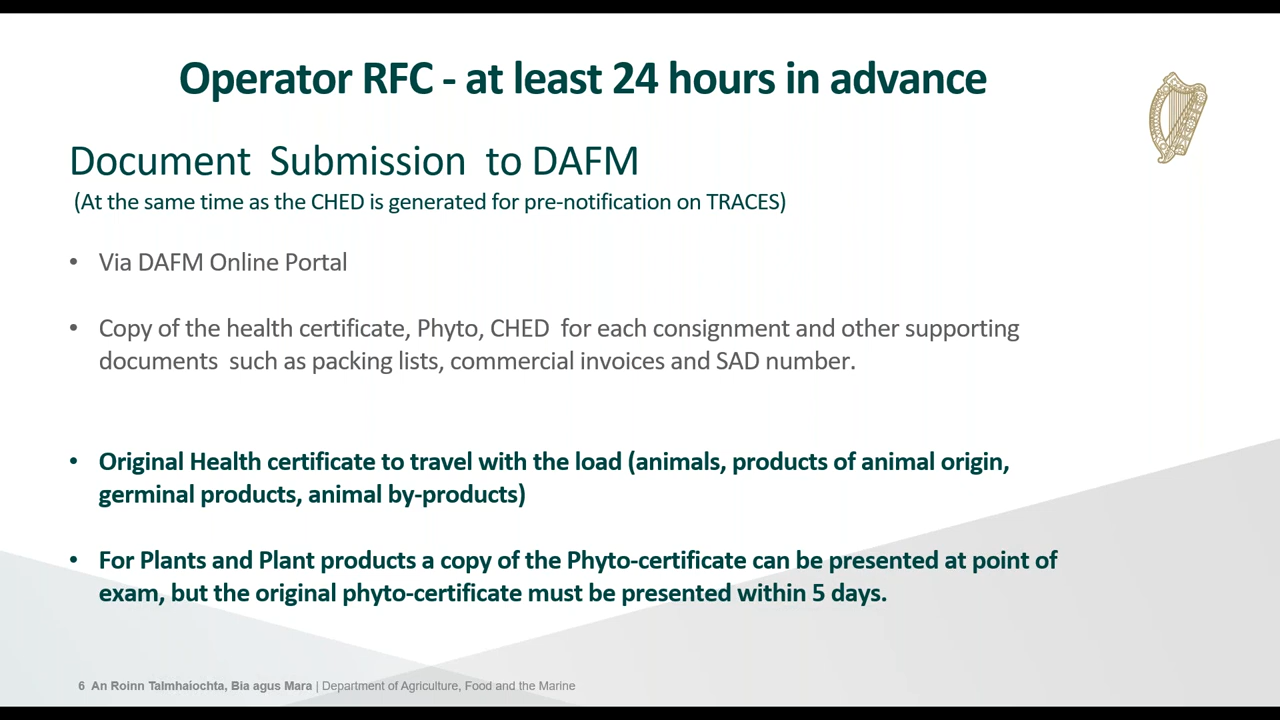 Operator RFC - at least 24 hours in advance
Document Submission to DAFM
(At the same time as the CHED is generated for pre-notification on TRACES)
• Via DAFM Online Portal
• Copy of the health certificate, Phyto, CHED for each consignment and other supporting
documents such as packing lists, commercial invoices and SAD number.
• Original Health certificate to travel with the load (animals, products of animal origin,
germinal products, animal by-products)
• For Plants and Plant products a copy of the Phyto-certificate can be presented at point of
exam, but the original phyto-certificate must be presented within 5 days.
6 An Roinn Talmhaíochta, Bia agus Mara | Department of Agriculture, Food and the Marine